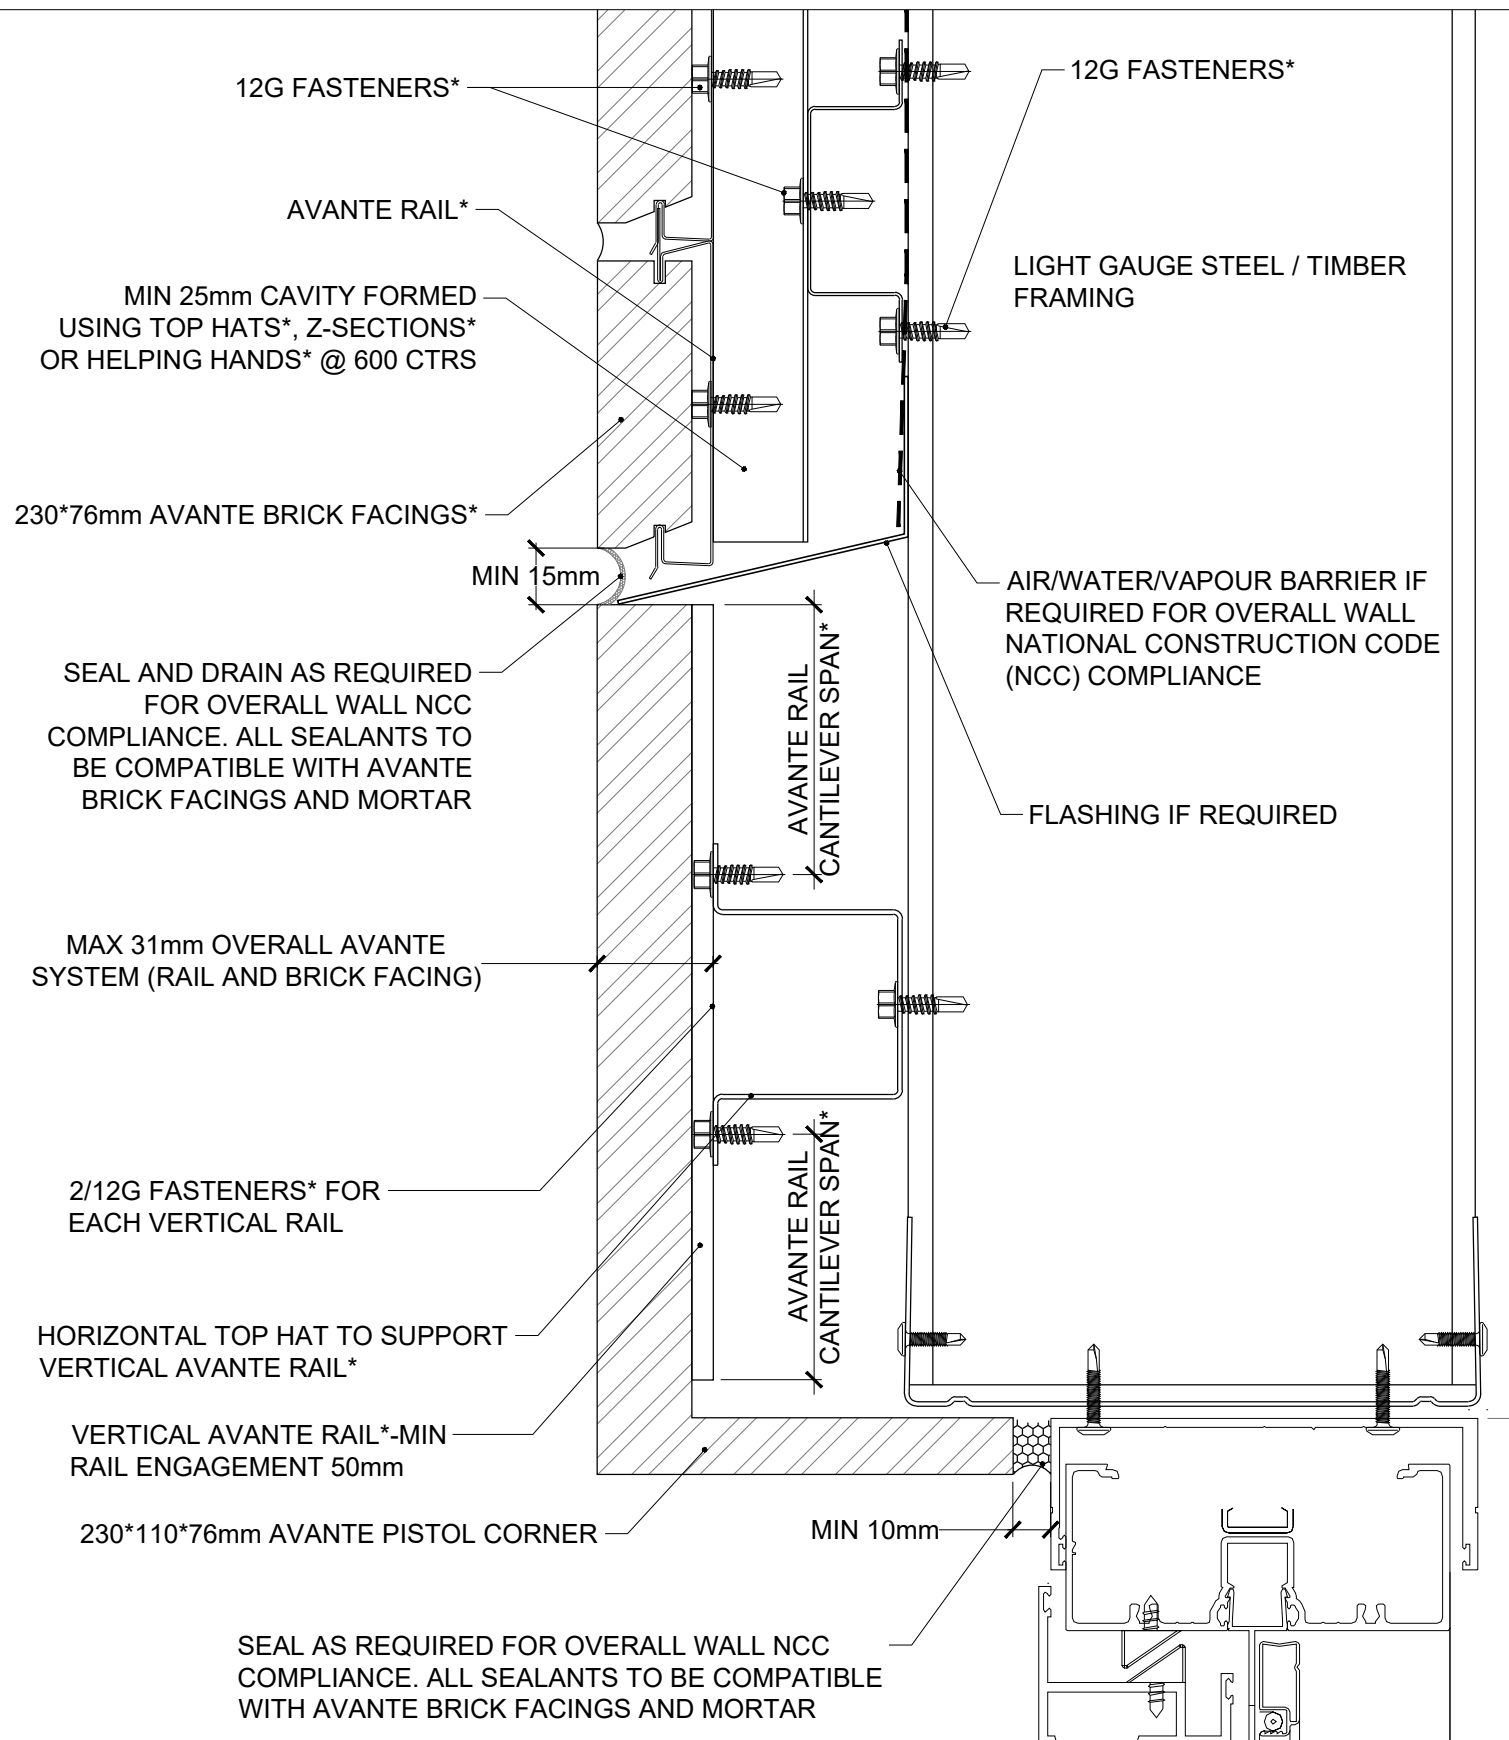 12G FASTENERS*
12G FASTENERS*
AVANTE RAIL*
LIGHT GAUGE STEEL / TIMBER
FRAMING
MIN 25mm CAVITY FORMED
USING TOP HATS*, Z-SECTIONS*
OR HELPING HANDS* @ 600 CTRS
230*76mm AVANTE BRICK FACINGS*
MIN 15mm
AIR/WATER/VAPOUR BARRIER IF
REQUIRED FOR OVERALL WALL
NATIONAL CONSTRUCTION CODE
(NCC) COMPLIANCE
SEAL AND DRAIN AS REQUIRED
FOR OVERALL WALL NCC
COMPLIANCE. ALL SEALANTS TO
BE COMPATIBLE WITH AVANTE
BRICK FACINGS AND MORTAR
AVANTE RAIL
CANTILEVER SPAN*
FLASHING IF REQUIRED
MAX 31mm OVERALL AVANTE
SYSTEM (RAIL AND BRICK FACING)
2/12G FASTENERS* FOR
EACH VERTICAL RAIL
AVANTE RAIL
CANTILEVER SPAN*
HORIZONTAL TOP HAT TO SUPPORT
VERTICAL AVANTE RAIL*
VERTICAL AVANTE RAIL*-MIN
RAIL ENGAGEMENT 50mm
230*110*76mm AVANTE PISTOL CORNER
MIN 10mm
SEAL AS REQUIRED FOR OVERALL WALL NCC
COMPLIANCE. ALL SEALANTS TO BE COMPATIBLE
WITH AVANTE BRICK FACINGS AND MORTAR